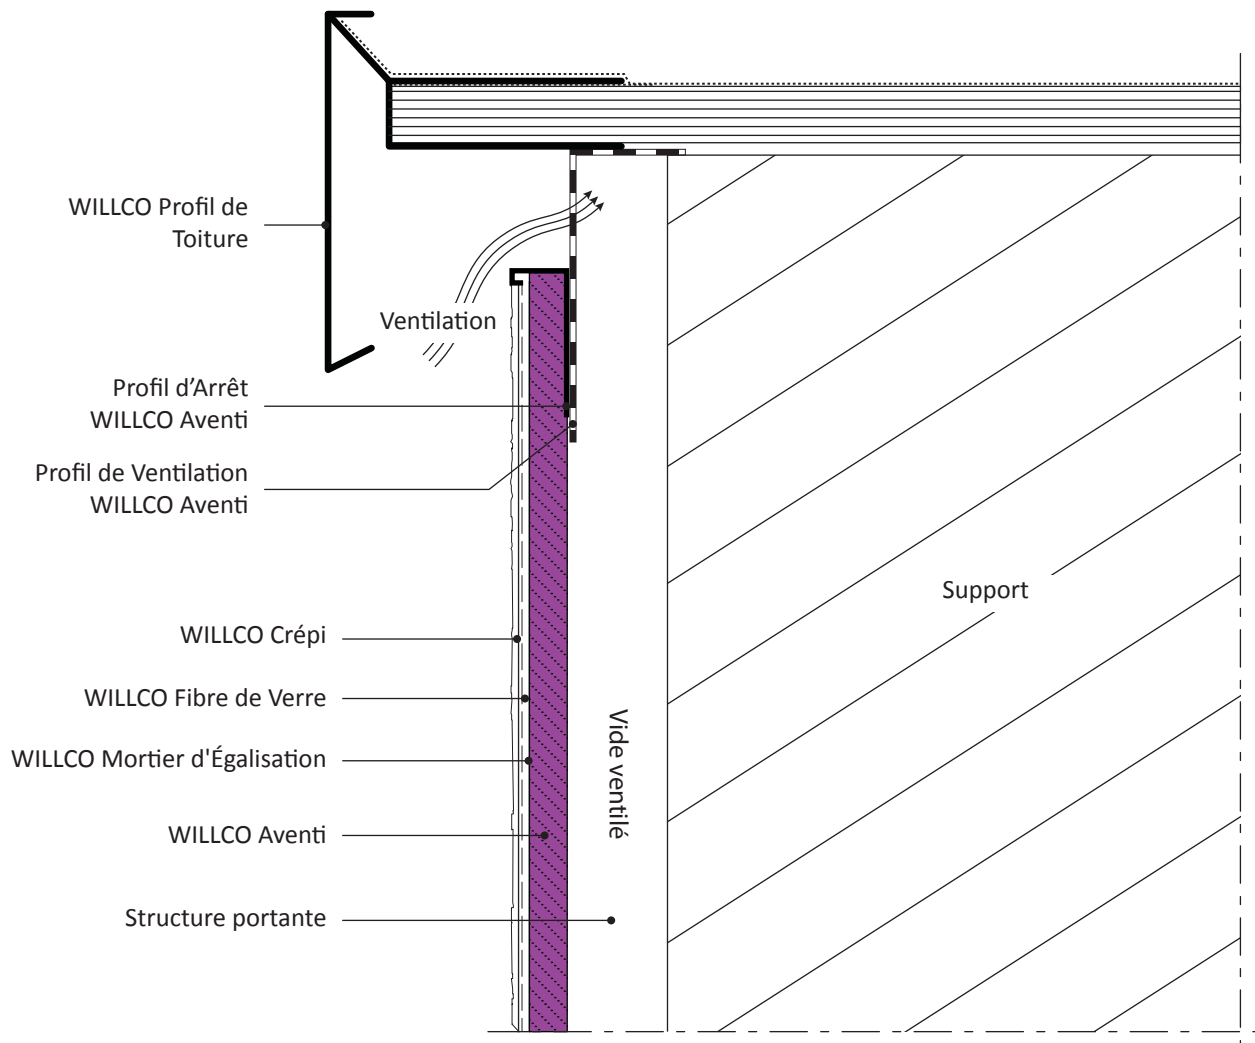 WILLCO Profil de
Toiture
Ventilation
Profil d’Arrêt
WILLCO Aventi
Profil de Ventilation
WILLCO Aventi
Support
WILLCO Crépi
WILLCO Fibre de Verre
WILLCO Mortier d'Égalisation
Vide ventilé
WILLCO Aventi
Structure portante